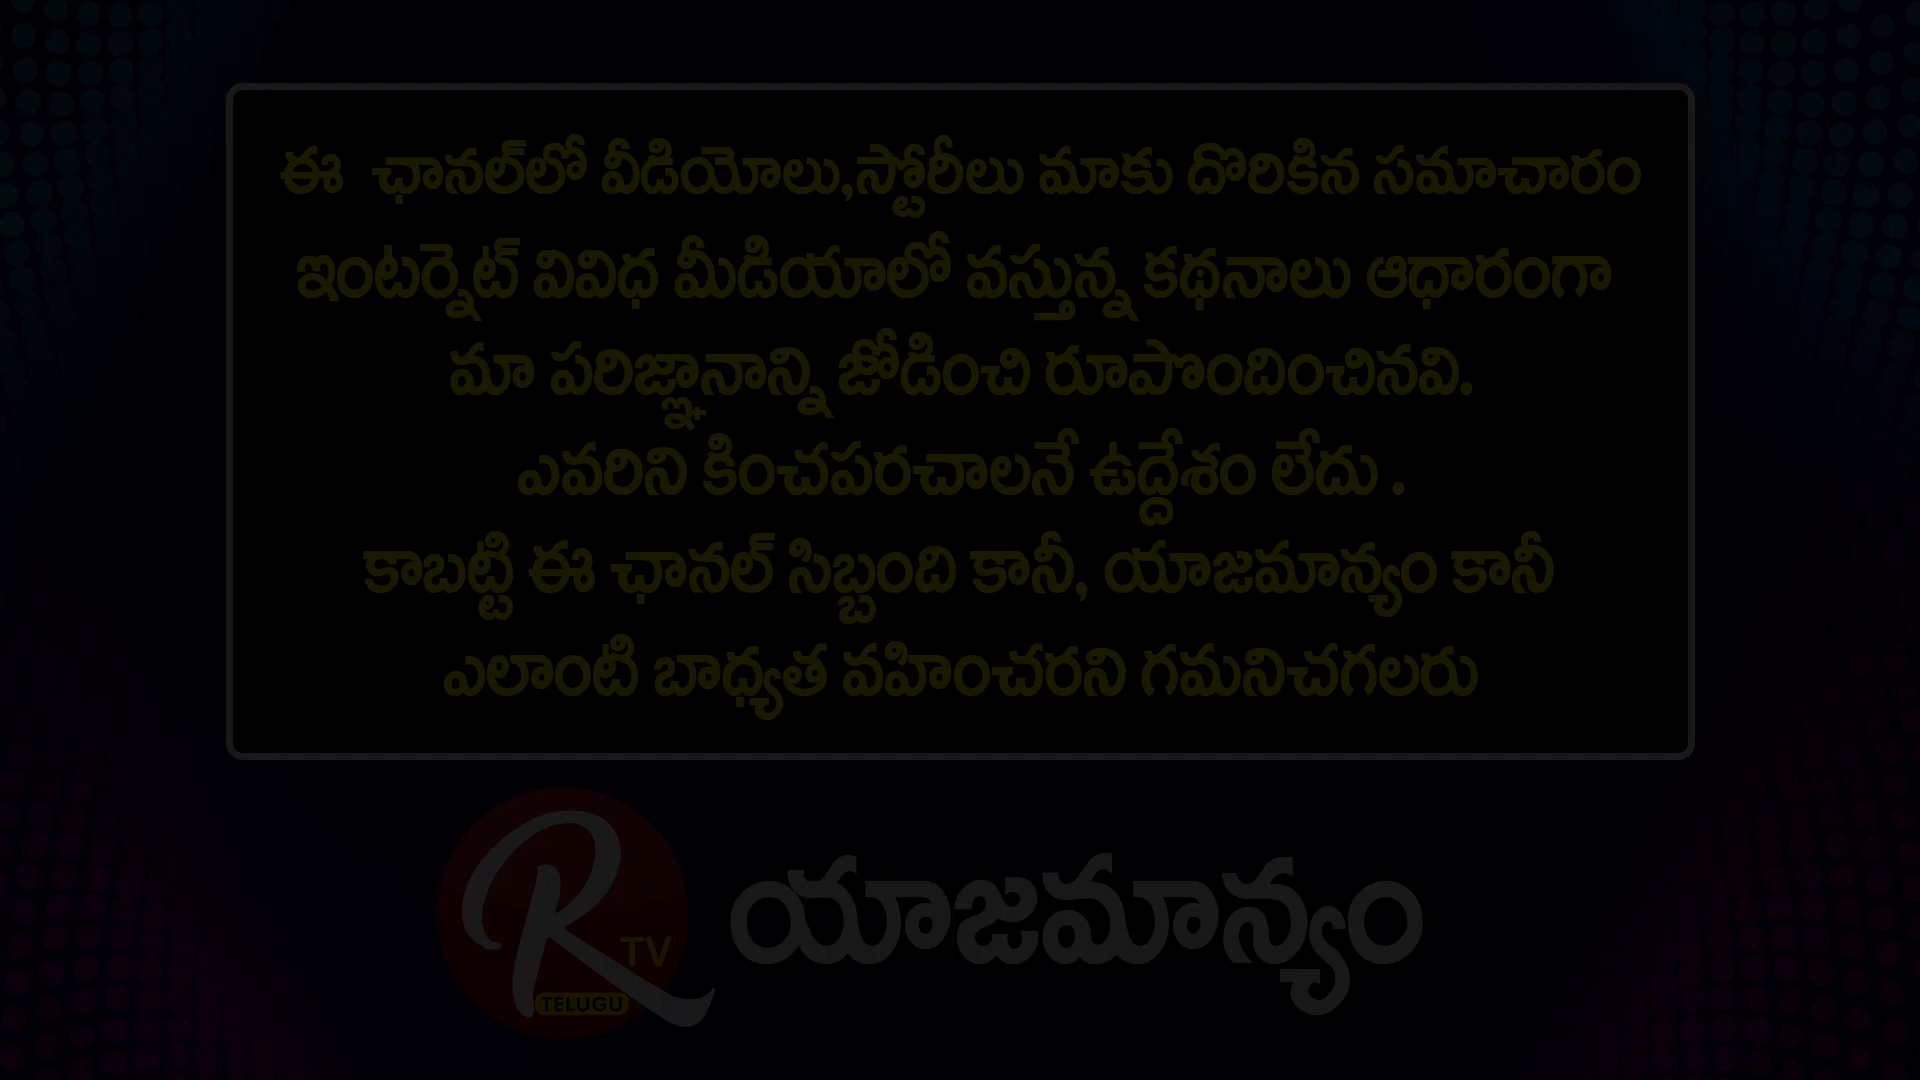 ఈ ఛానల్‌లో వీడియోలు,స్టోరీలు మాకు దొరికిన సమాచారం
ఇంటర్నెట్ వివిధ మీడియాలో వస్తున్న కథనాలు ఆధారంగా
మా పరిజ్ఞానాన్ని జోడించి రూపొందించినవి.
ఎవరిని కించపరచాలనే ఉద్దేశం లేదు .
కాబట్టి ఈ ఛానల్ సిబ్బంది కానీ, యాజమాన్యం కానీ
ఎలాంటి బాధ్యత వహించరని గమనిచగలరు
R TV
TELUGU
యాజమాన్యం